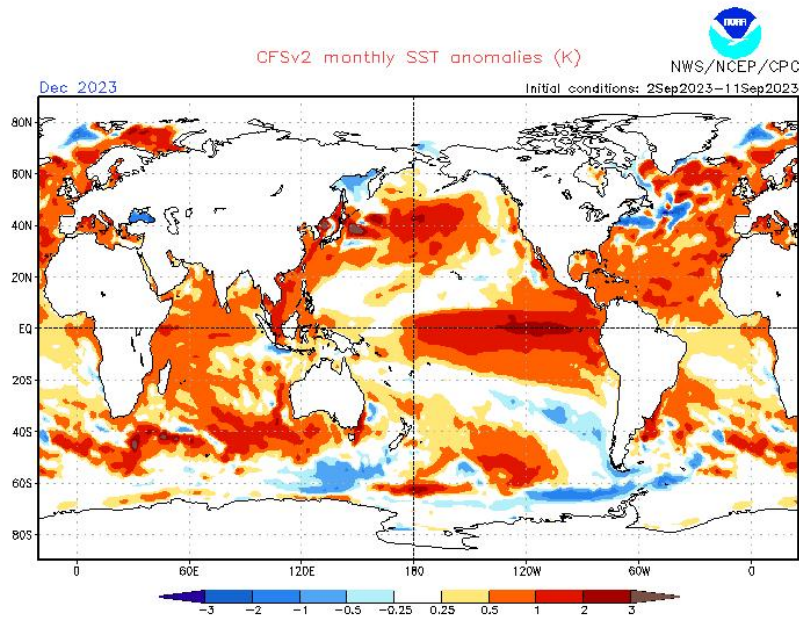 NOAA
CFSv2 monthly SST anomalies (K)
NWS/NCEP/CPC
Dec 2023
Initial conditions: 2Sep2023-11Sep2023
80N
60N
40N
20N
EQ
20S
40S
60S
80S
0 60E 120E 180 120W 60W 0
-3 -2 -1 -0.5 -0.25 0.25 0.5 1 2 3